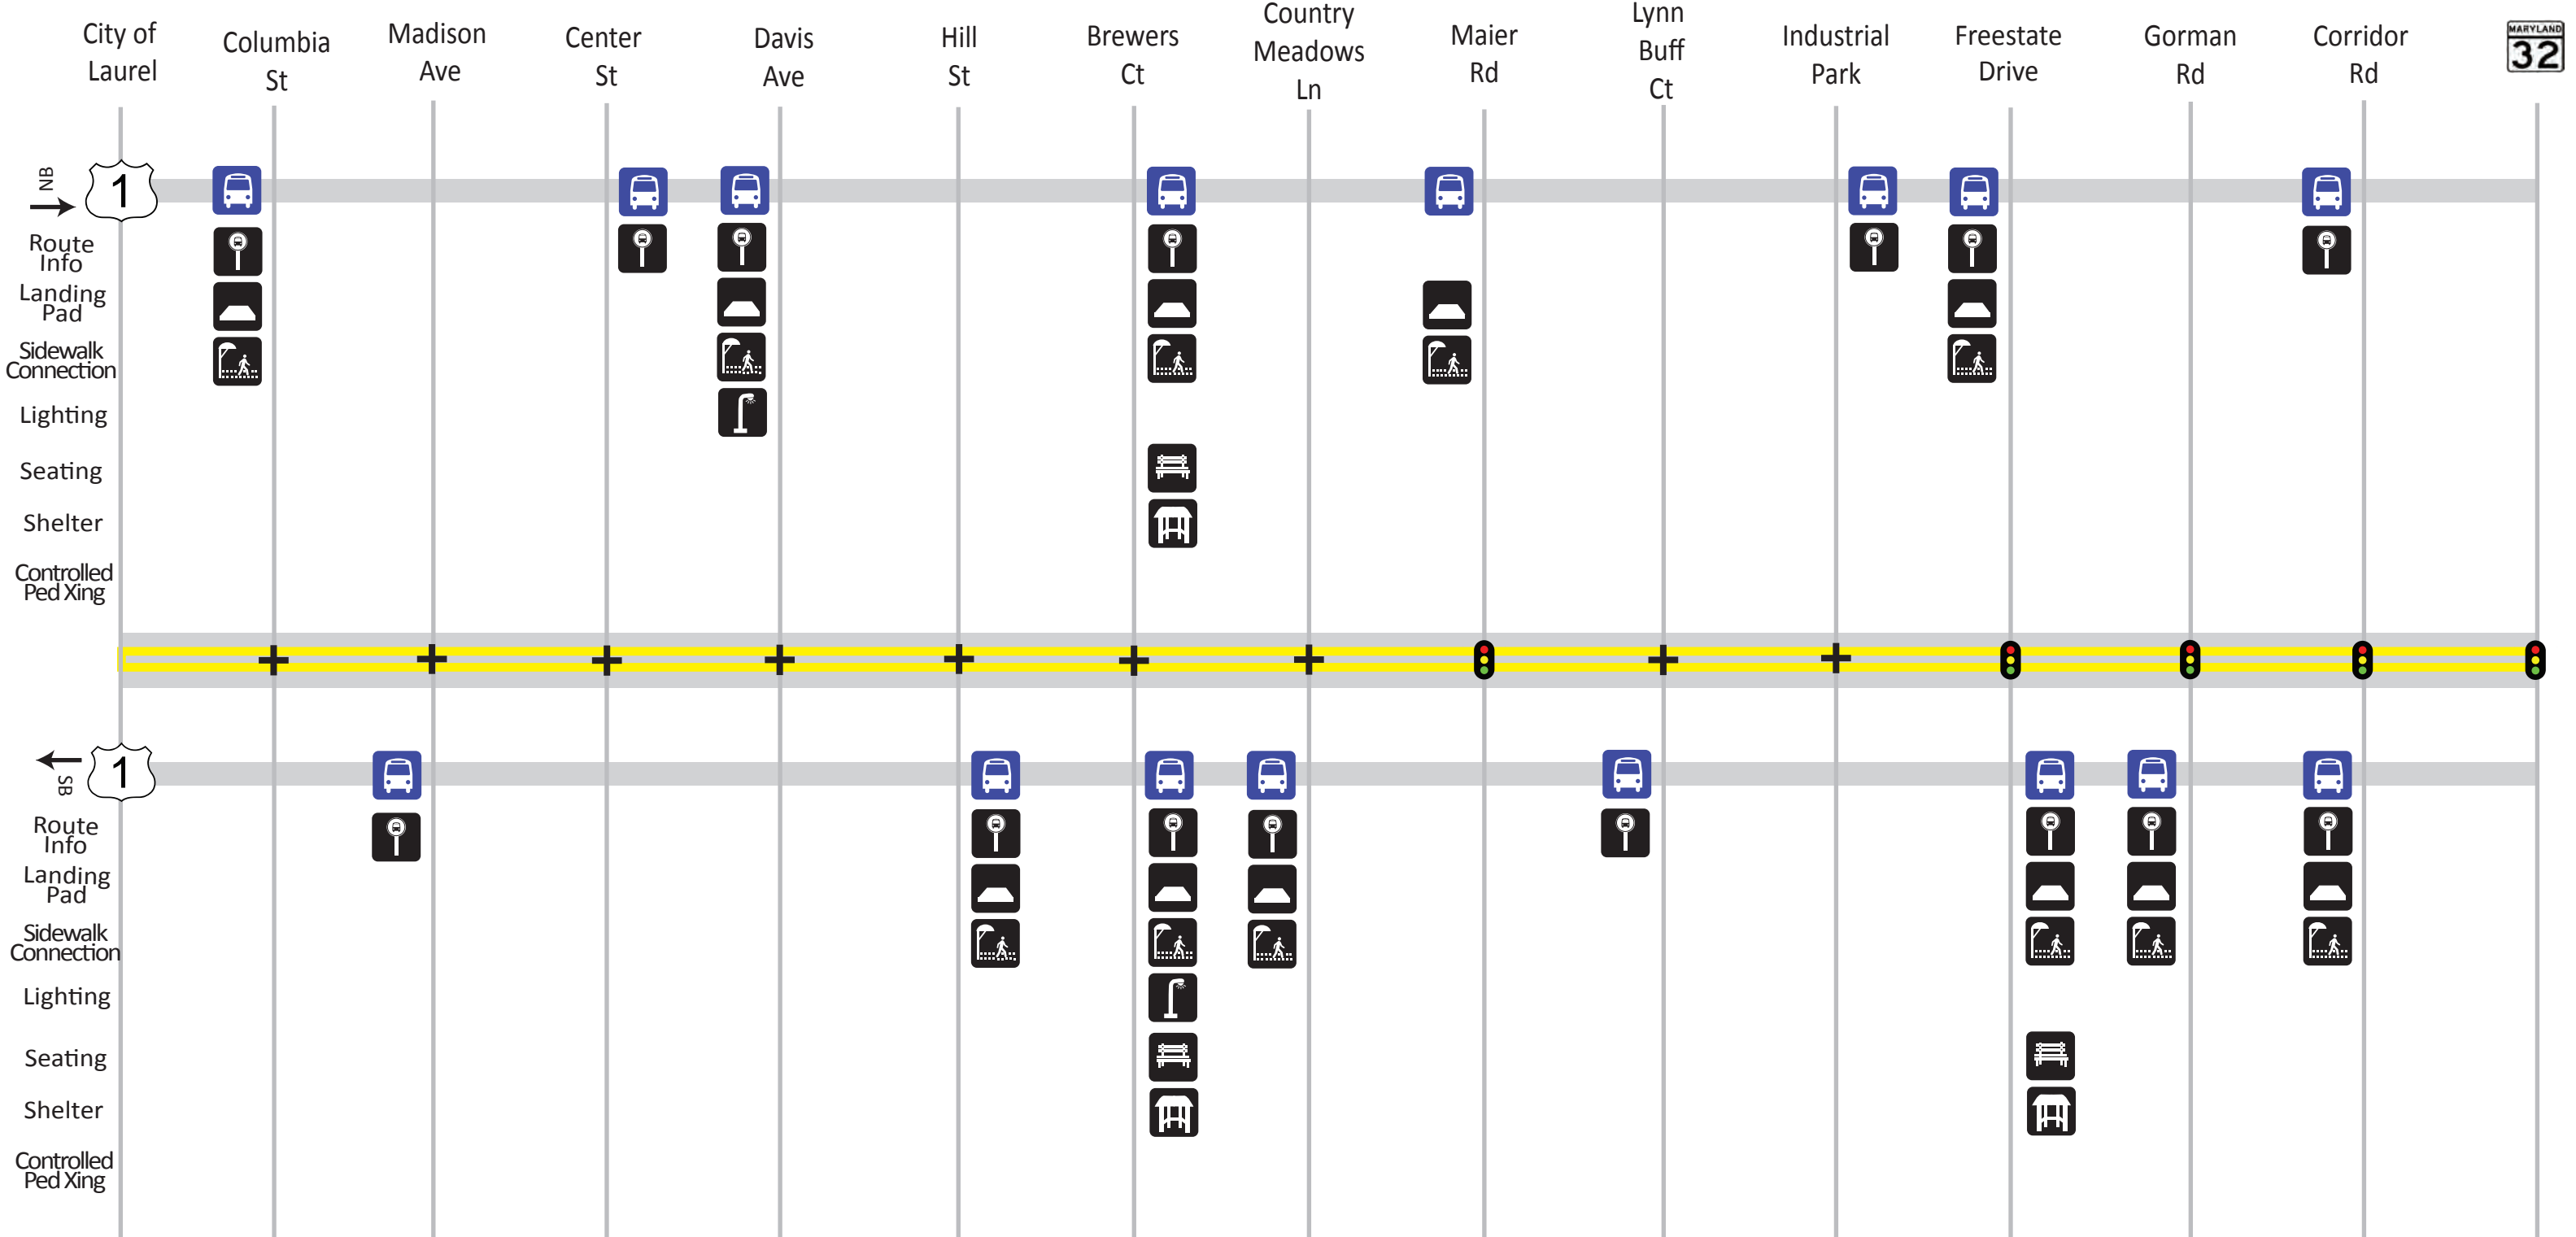 City of
Laurel
Columbia
St
Madison
Ave
Center
St
Davis
Ave
Hill
St
Brewers
Ct
Country
Meadows
Ln
Maier
Rd
Lynn
Buff
Ct
Industrial
Park
Freestate
Drive
Gorman
Rd
Corridor
Rd
MARYLAND
32
NB
1
Route
Info
Landing
Pad
Sidewalk
Connection
Lighting
Seating
Shelter
Controlled
Ped Xing
SB
1
Route
Info
Landing
Pad
Sidewalk
Connection
Lighting
Seating
Shelter
Controlled
Ped Xing